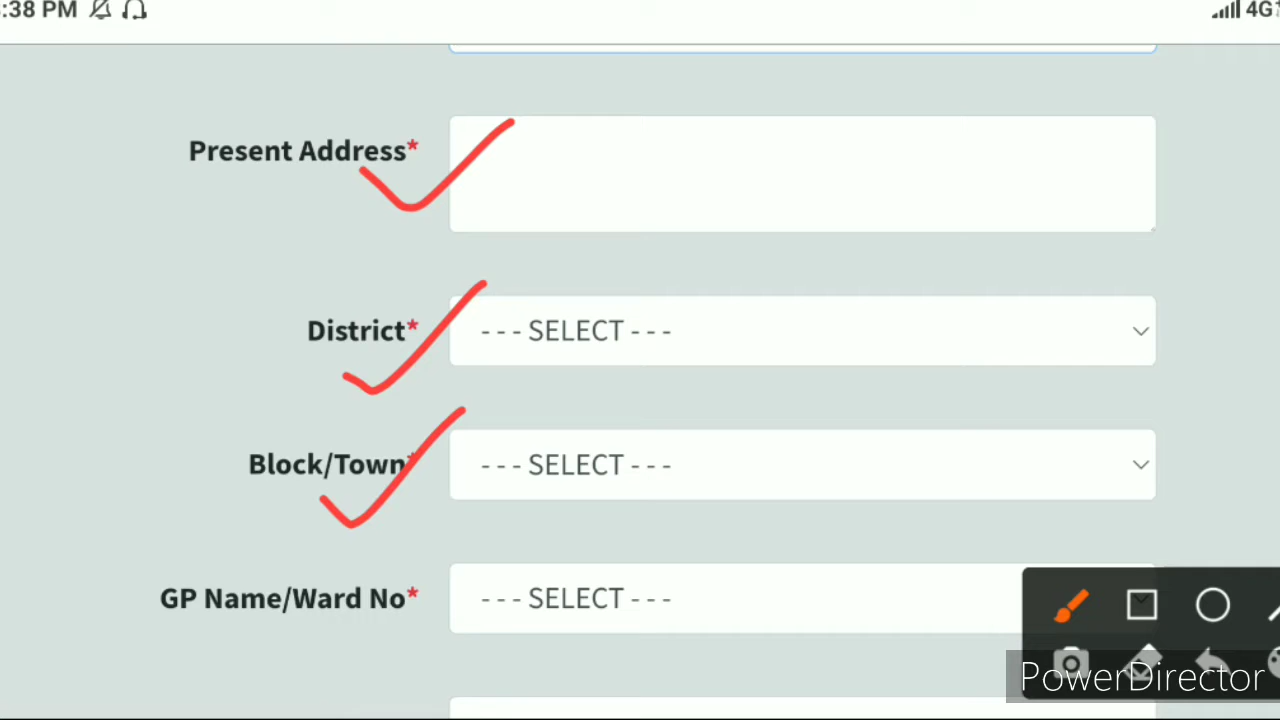 :38 PM 4G
Present Address*
District* - - - SELECT - - -
Block/Town* - - - SELECT - - -
GP Name/Ward No* - - - SELECT - - -
PowerDirector